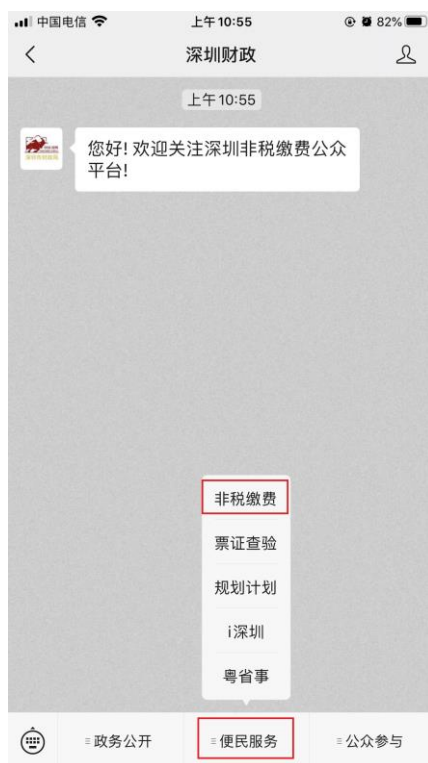 中国电信
上午10:55
82%
深圳财政
上午10:55
您好! 欢迎关注深圳非税缴费公众
平台!
非税缴费
票证查验
规划计划
i深圳
粤省事
政务公开
便民服务
公众参与